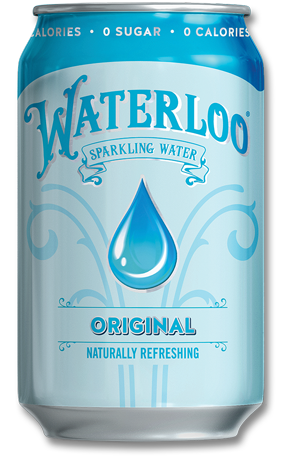 CALORIES • 0 SUGAR • 0 CALORIES
WATERLOO®
SPARKLING WATER
ORIGINAL
NATURALLY REFRESHING